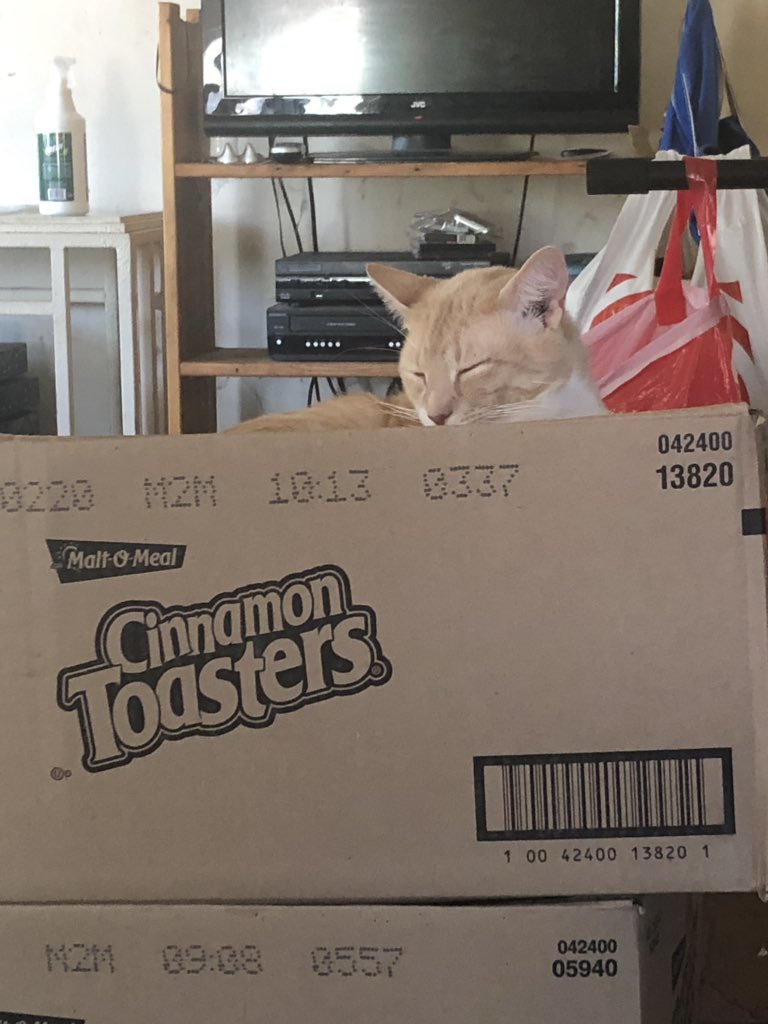 JVC
042400
0220 M2M 10:13 0337
13820
Malt-O-Meal
Cinnamon
Toasters®
1 00 42400 13820 1
042400
M2M 09:08 0557
05940